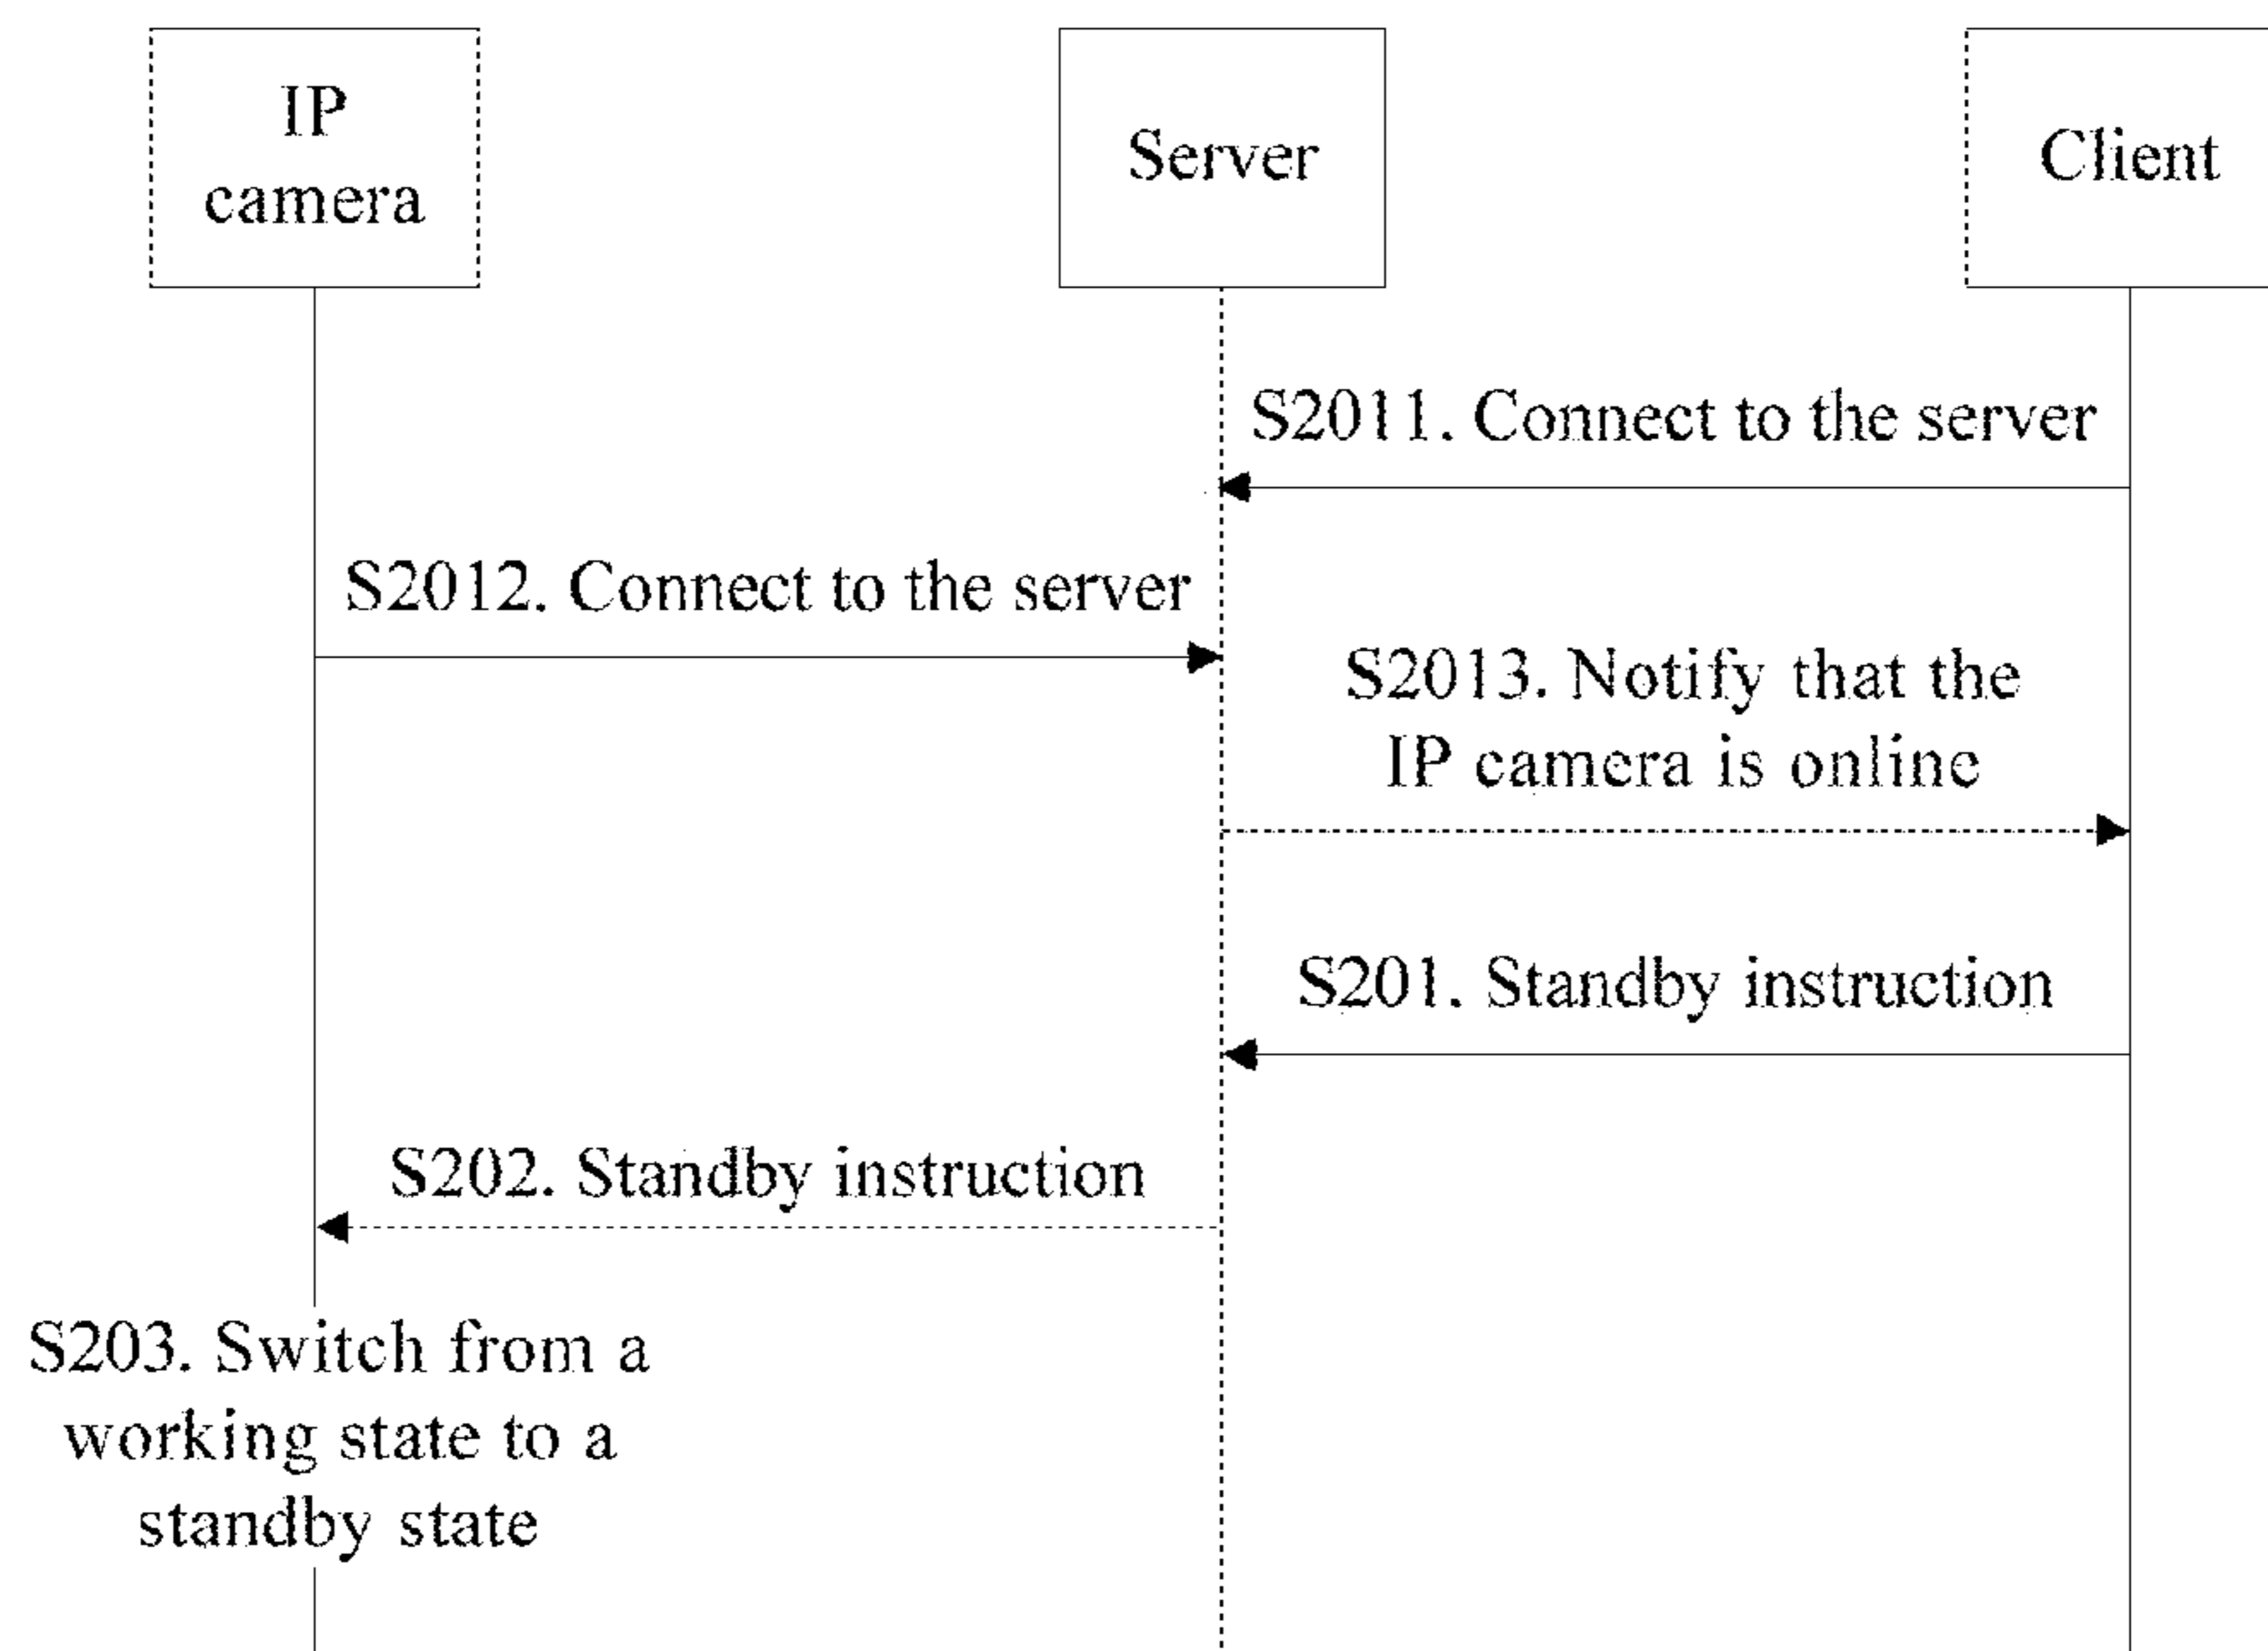 IP
camera
Server
Client
S2011. Connect to the server
S2012. Connect to the server
S2013. Notify that the
IP camera is online
S201. Standby instruction
S202. Standby instruction
S203. Switch from a
working state to a
standby state